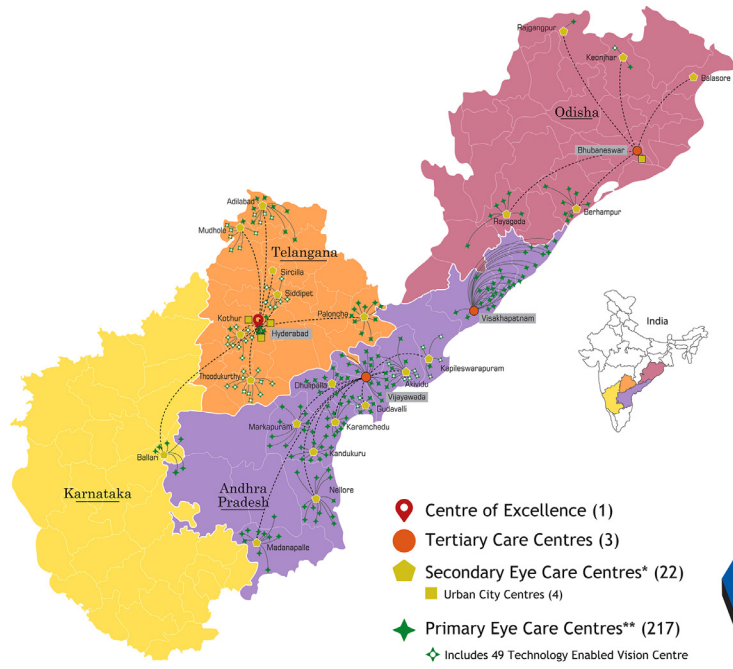 Rajgangpur
Keonjhar
Balasore
Odisha
Bhubaneswar
Adilabad
Rayagada
Berhampur
Mudhole
Telangana
Sircilla
Siddipet
Kothur
Paloncha
Hyderabad
Visakhapatnam
India
Thoodukurthy
Dhulipalla
Akividu
Kapileswarapuram
Vijayawada
Gudavalli
Markapuram
Karamchedu
Ballari
Kandukuru
Karnataka
Andhra
Pradesh
Nellore
Madanapalle
Centre of Excellence (1)
Tertiary Care Centres (3)
Secondary Eye Care Centres* (22)
Urban City Centres (4)
Primary Eye Care Centres** (217)
Includes 49 Technology Enabled Vision Centre